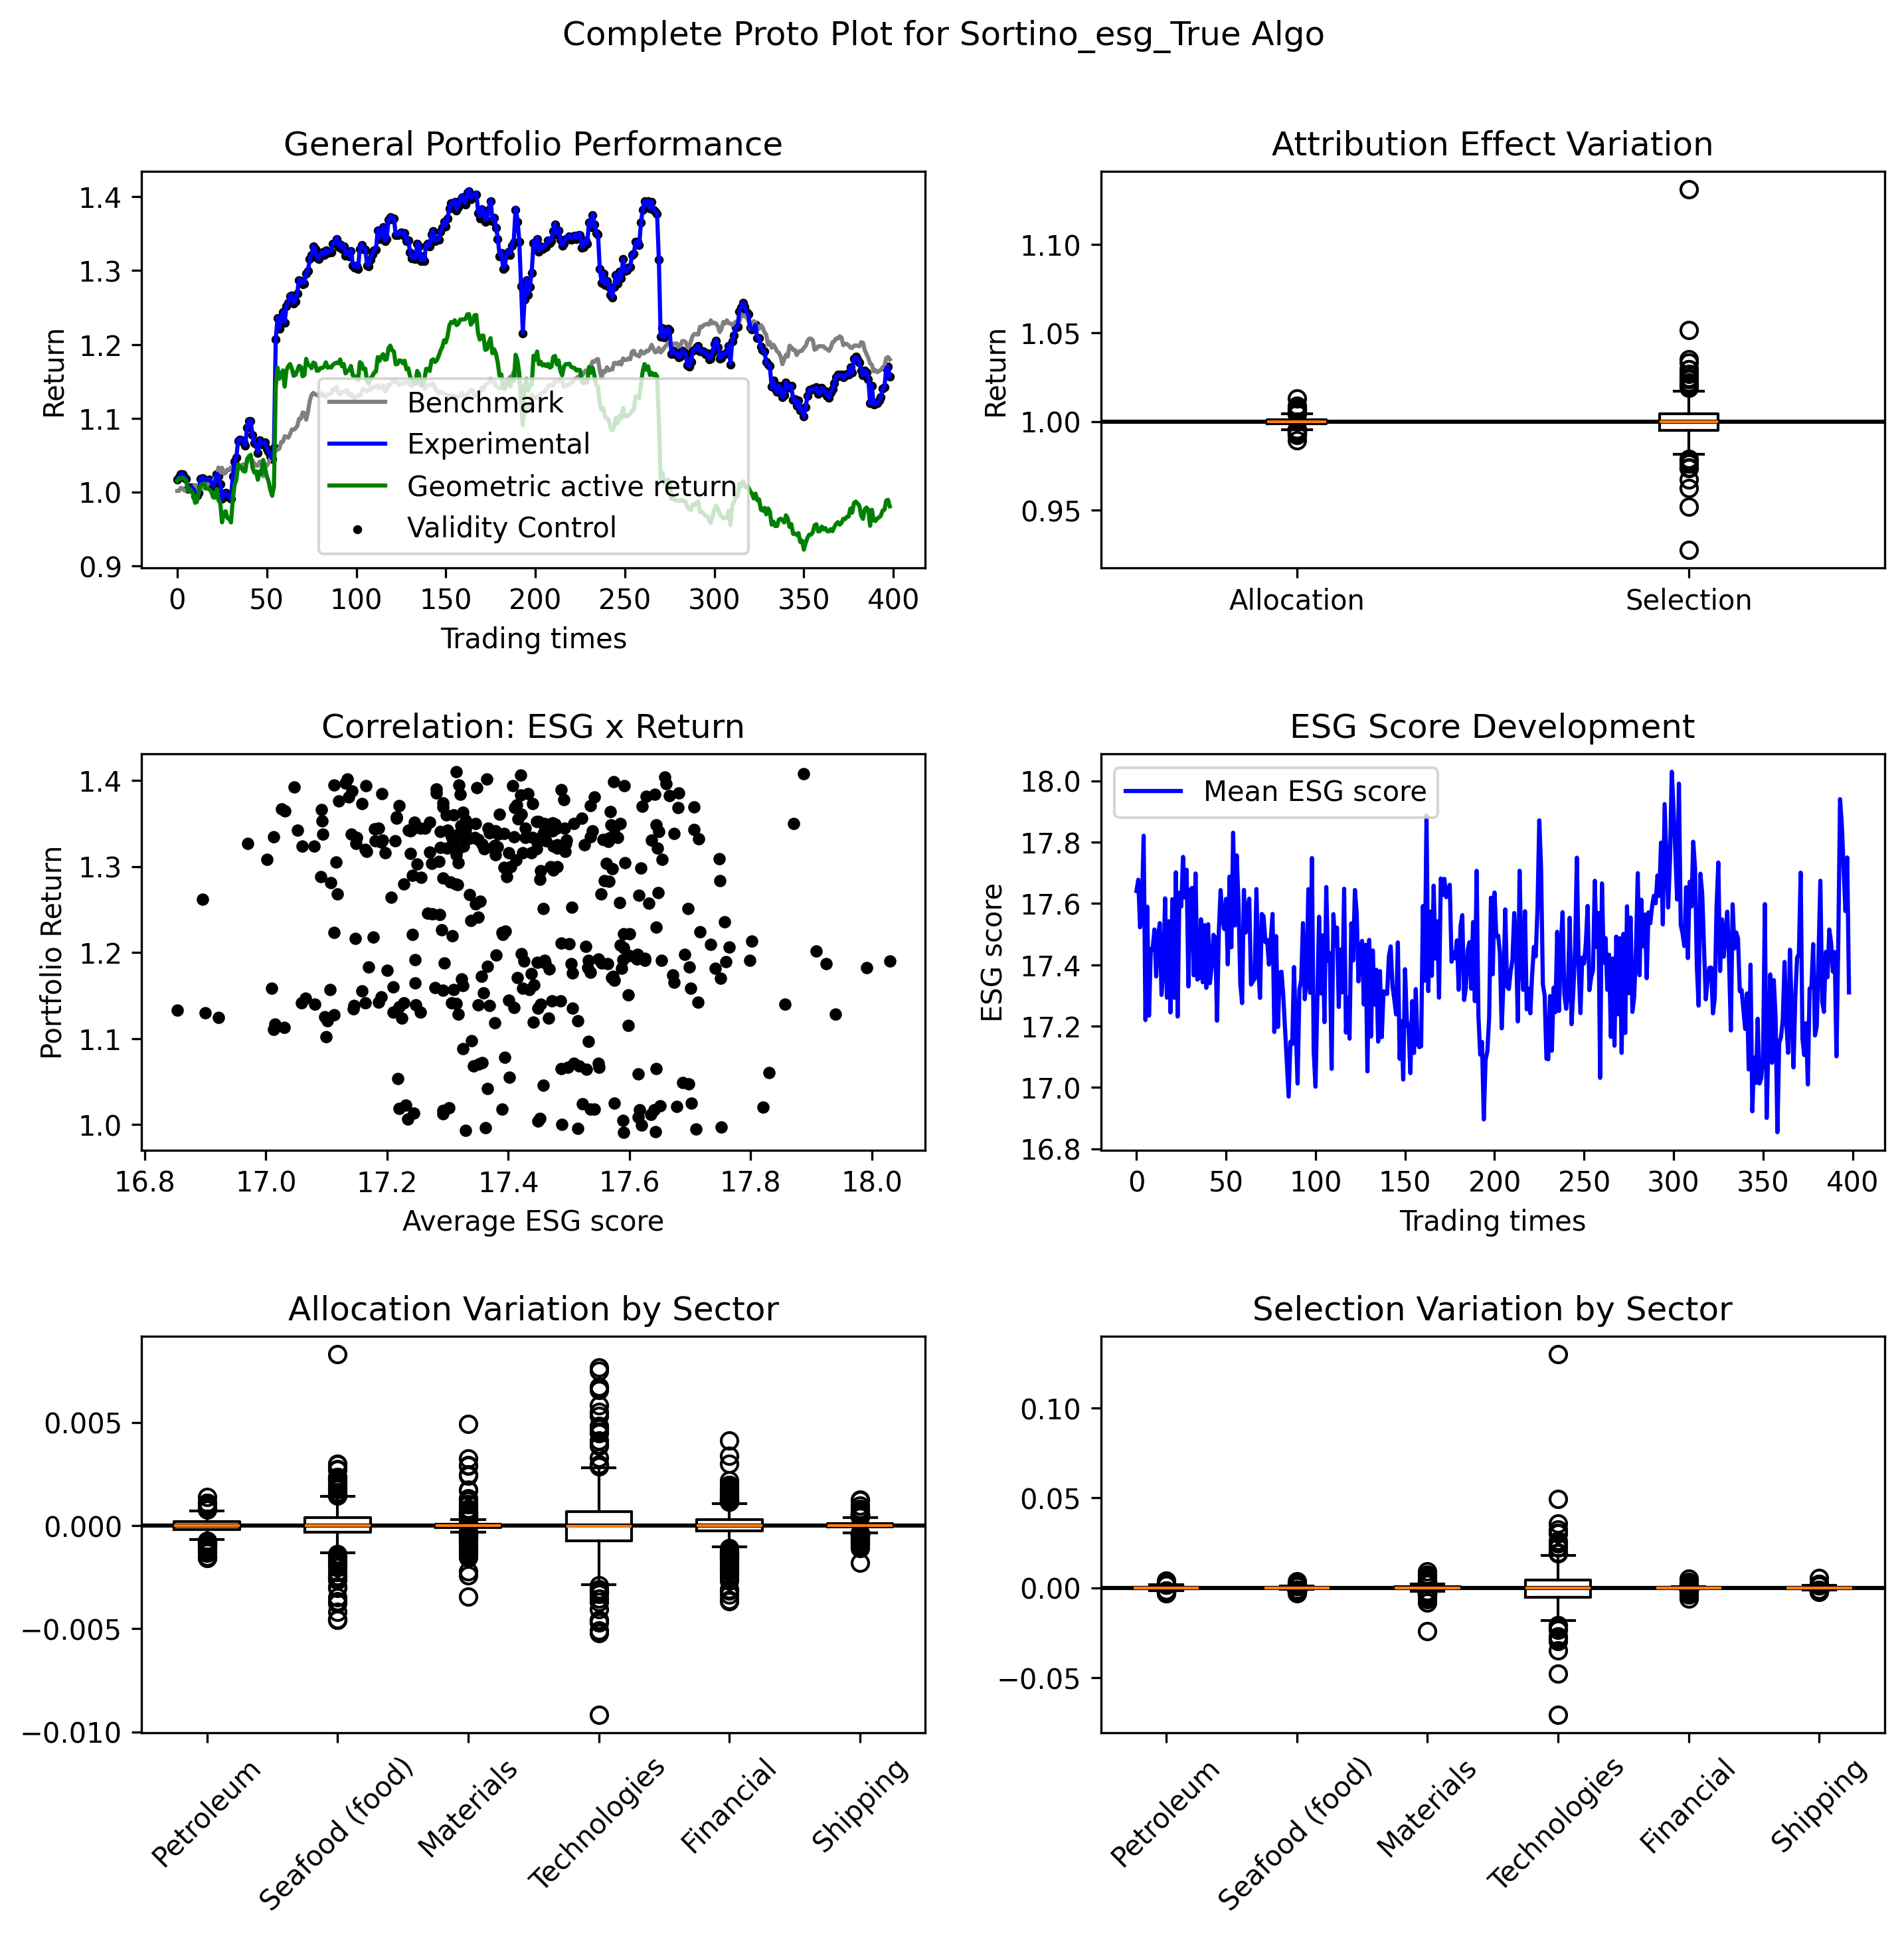 Complete Proto Plot for Sortino_esg_True Algo
General Portfolio Performance
Return
1.4
1.3
1.2
1.1
1.0
0.9
Benchmark
Experimental
Geometric active return
Validity Control
0 50 100 150 200 250 300 350 400
Trading times
Attribution Effect Variation
Return
1.10
1.05
1.00
0.95
Allocation Selection
Correlation: ESG x Return
Portfolio Return
1.4
1.3
1.2
1.1
1.0
16.8 17.0 17.2 17.4 17.6 17.8 18.0
Average ESG score
ESG Score Development
ESG score
18.0
17.8
17.6
17.4
17.2
17.0
16.8
Mean ESG score
0 50 100 150 200 250 300 350 400
Trading times
Allocation Variation by Sector
0.005
0.000
−0.005
−0.010
Petroleum
Seafood (food)
Materials
Technologies
Financial
Shipping
Selection Variation by Sector
0.10
0.05
0.00
−0.05
Petroleum
Seafood (food)
Materials
Technologies
Financial
Shipping